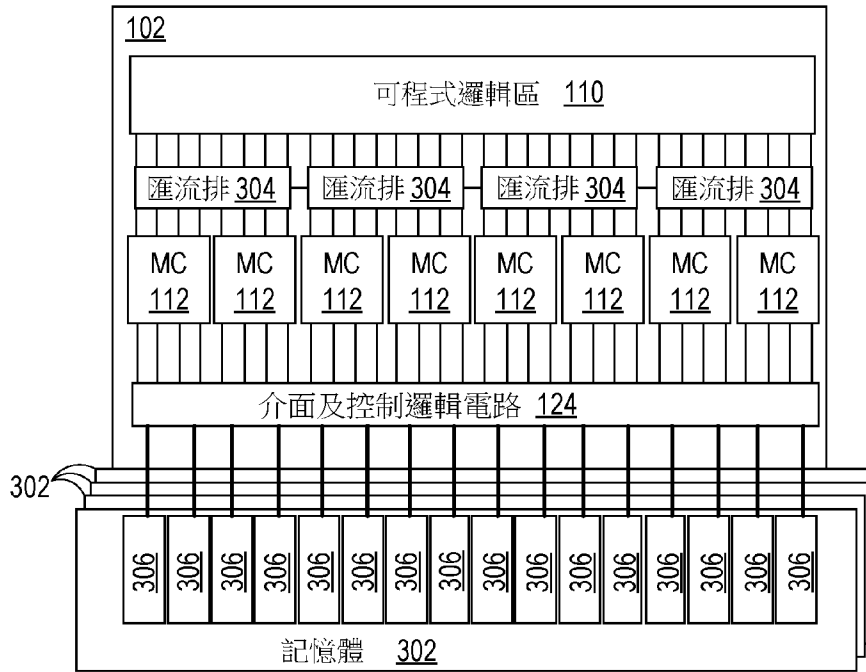 102
可程式邏輯區 110
匯流排 304 匯流排 304 匯流排 304 匯流排 304
MC MC MC MC MC MC MC MC
112 112 112 112 112 112 112 112
介面及控制邏輯電路 124
302
306 306 306 306 306 306 306 306 306 306 306 306 306 306 306 306
記憶體 302